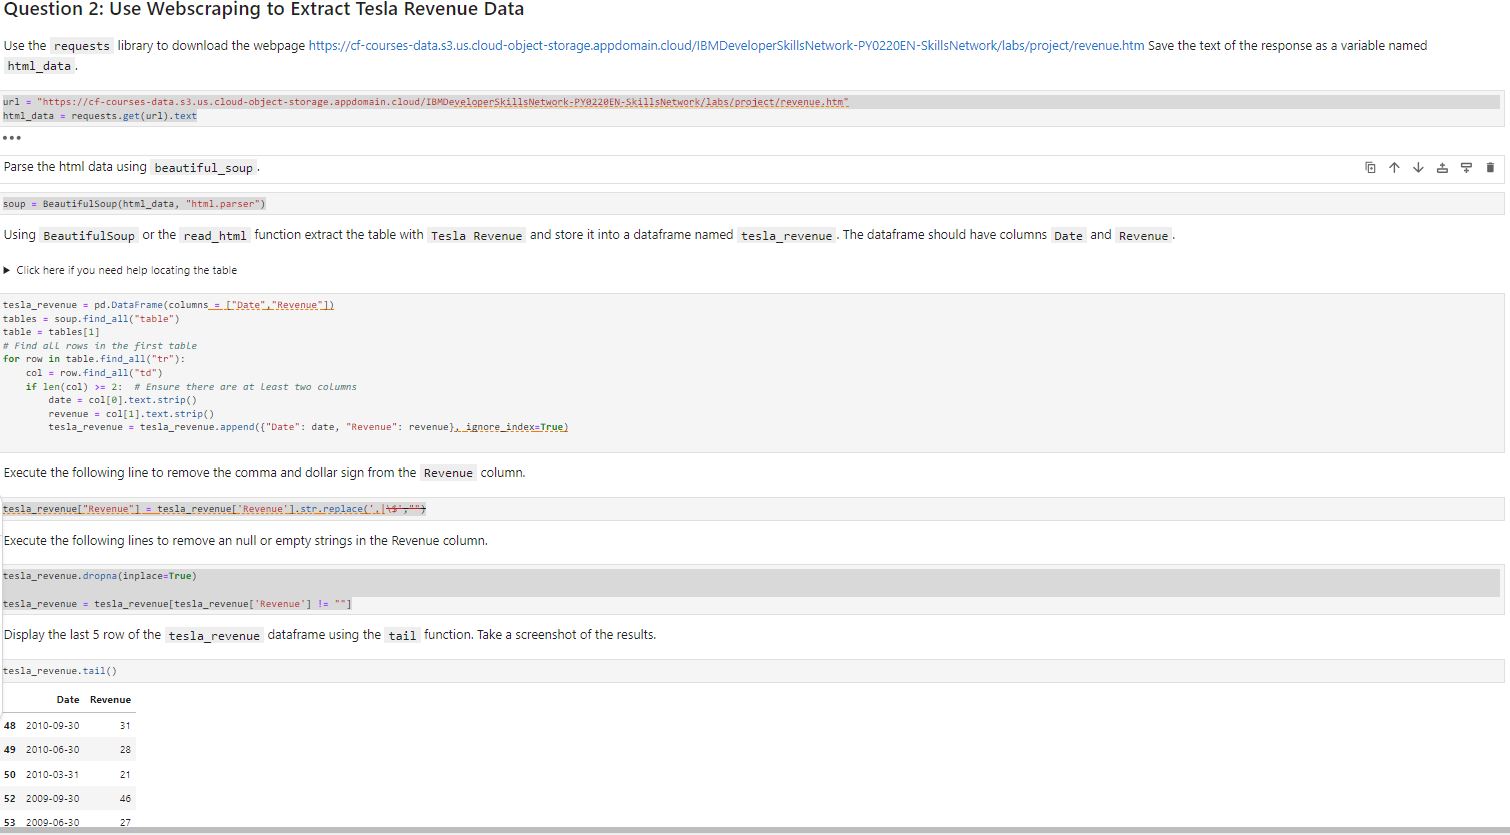 Question 2: Use Webscraping to Extract Tesla Revenue Data
Use the requests library to download the webpage https://cf-courses-data.s3.us.cloud-object-storage.appdomain.cloud/IBMDeveloperSkillsNetwork-PY0220EN-SkillsNetwork/labs/project/revenue.htm Save the text of the response as a variable named
html_data.
url = "https://cf-courses-data.s3.us.cloud-object-storage.appdomain.cloud/IBMDeveloperSkillsNetwork-PY0220EN-SkillsNetwork/labs/project/revenue.htm"
html_data = requests.get(url).text
•••
Parse the html data using beautiful_soup.
soup = BeautifulSoup(html_data, "html.parser")
Using BeautifulSoup or the read_html function extract the table with Tesla Revenue and store it into a dataframe named tesla_revenue. The dataframe should have columns Date and Revenue.
▶ Click here if you need help locating the table
tesla_revenue = pd.DataFrame(columns = ["Date","Revenue"])
tables = soup.find_all("table")
table = tables[1]
# Find all rows in the first table
for row in table.find_all("tr"):
    col = row.find_all("td")
    if len(col) >= 2:  # Ensure there are at least two columns
        date = col[0].text.strip()
        revenue = col[1].text.strip()
        tesla_revenue = tesla_revenue.append({"Date": date, "Revenue": revenue}, ignore_index=True)
Execute the following line to remove the comma and dollar sign from the Revenue column.
tesla_revenue["Revenue"] = tesla_revenue['Revenue'].str.replace(',|\$',"")
Execute the following lines to remove an null or empty strings in the Revenue column.
tesla_revenue.dropna(inplace=True)
tesla_revenue = tesla_revenue[tesla_revenue['Revenue'] != ""]
Display the last 5 row of the tesla_revenue dataframe using the tail function. Take a screenshot of the results.
tesla_revenue.tail()
Date Revenue
48 2010-09-30 31
49 2010-06-30 28
50 2010-03-31 21
52 2009-09-30 46
53 2009-06-30 27